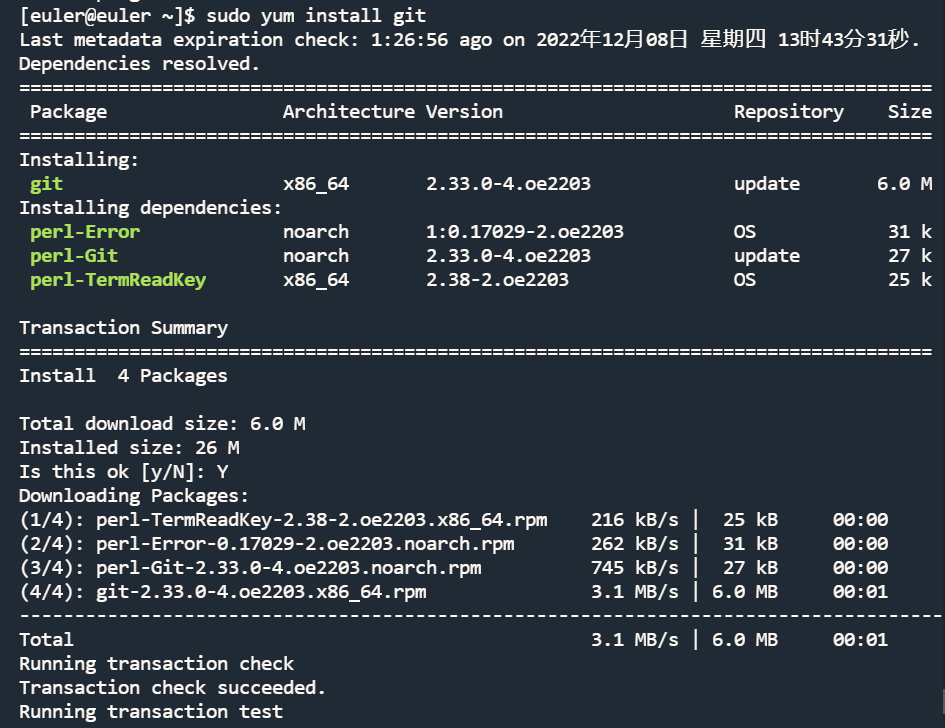 [euler@euler ~]$ sudo yum install git
Last metadata expiration check: 1:26:56 ago on 2022年12月08日 星期四 13时43分31秒.
Dependencies resolved.
================================================================================
Package Architecture Version Repository Size
================================================================================
Installing:
git x86_64 2.33.0-4.oe2203 update 6.0 M
Installing dependencies:
perl-Error noarch 1:0.17029-2.oe2203 OS 31 k
perl-Git noarch 2.33.0-4.oe2203 update 27 k
perl-TermReadKey x86_64 2.38-2.oe2203 OS 25 k
Transaction Summary
================================================================================
Install 4 Packages
Total download size: 6.0 M
Installed size: 26 M
Is this ok [y/N]: Y
Downloading Packages:
(1/4): perl-TermReadKey-2.38-2.oe2203.x86_64.rpm 216 kB/s | 25 kB 00:00
(2/4): perl-Error-0.17029-2.oe2203.noarch.rpm 262 kB/s | 31 kB 00:00
(3/4): perl-Git-2.33.0-4.oe2203.noarch.rpm 745 kB/s | 27 kB 00:00
(4/4): git-2.33.0-4.oe2203.x86_64.rpm 3.1 MB/s | 6.0 MB 00:01
--------------------------------------------------------------------------------
Total 3.1 MB/s | 6.0 MB 00:01
Running transaction check
Transaction check succeeded.
Running transaction test